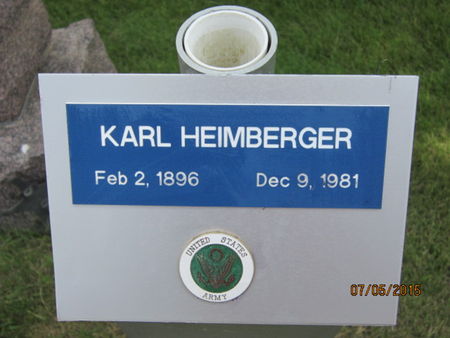 KARL HEIMBERGER
Feb 2, 1896 Dec 9, 1981
UNITED STATES
ARMY
07/05/2015